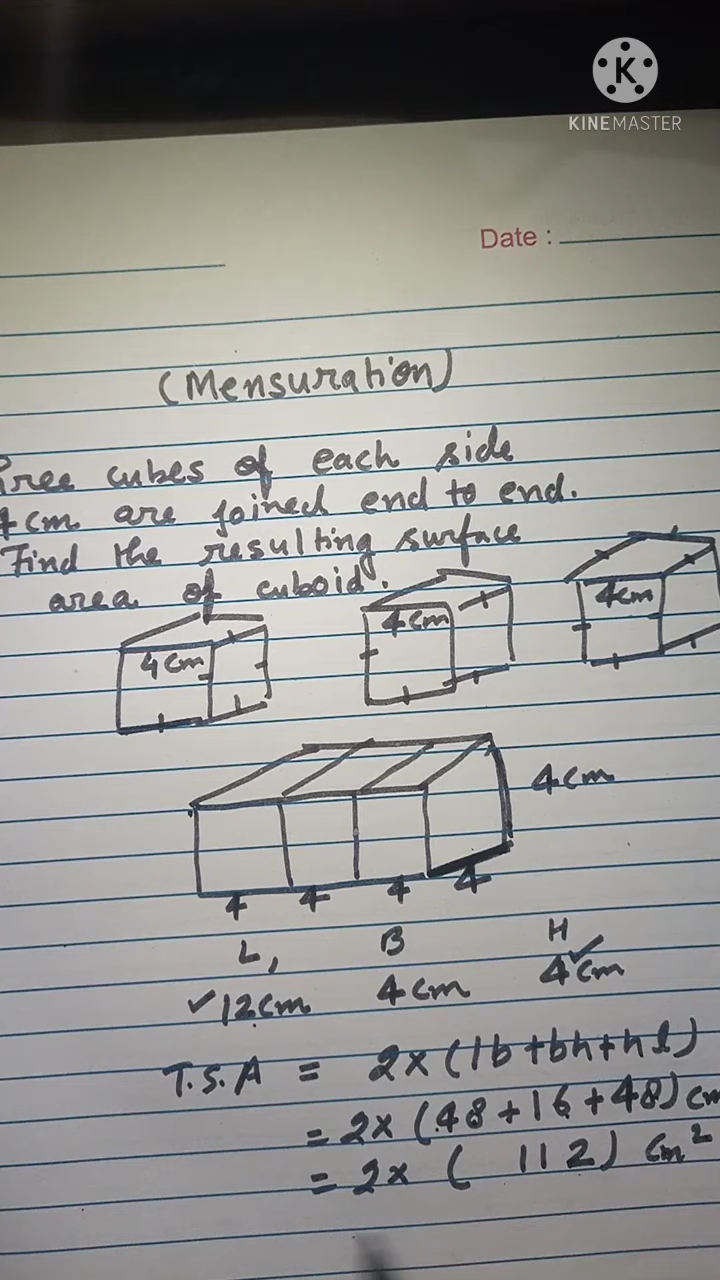 KINEMASTER
Date :
(Mensuration)
cubes of each side
4cm are joined end to end.
Find the resulting surface
area of cuboid.
4cm
4cm
4cm
4cm
4 4 4 4
L, B H
✓12cm 4cm 4cm ✓
T.S.A = 2x (lb+bh+hl)
= 2x (48+16+48) cm
= 2x ( 112) cm²